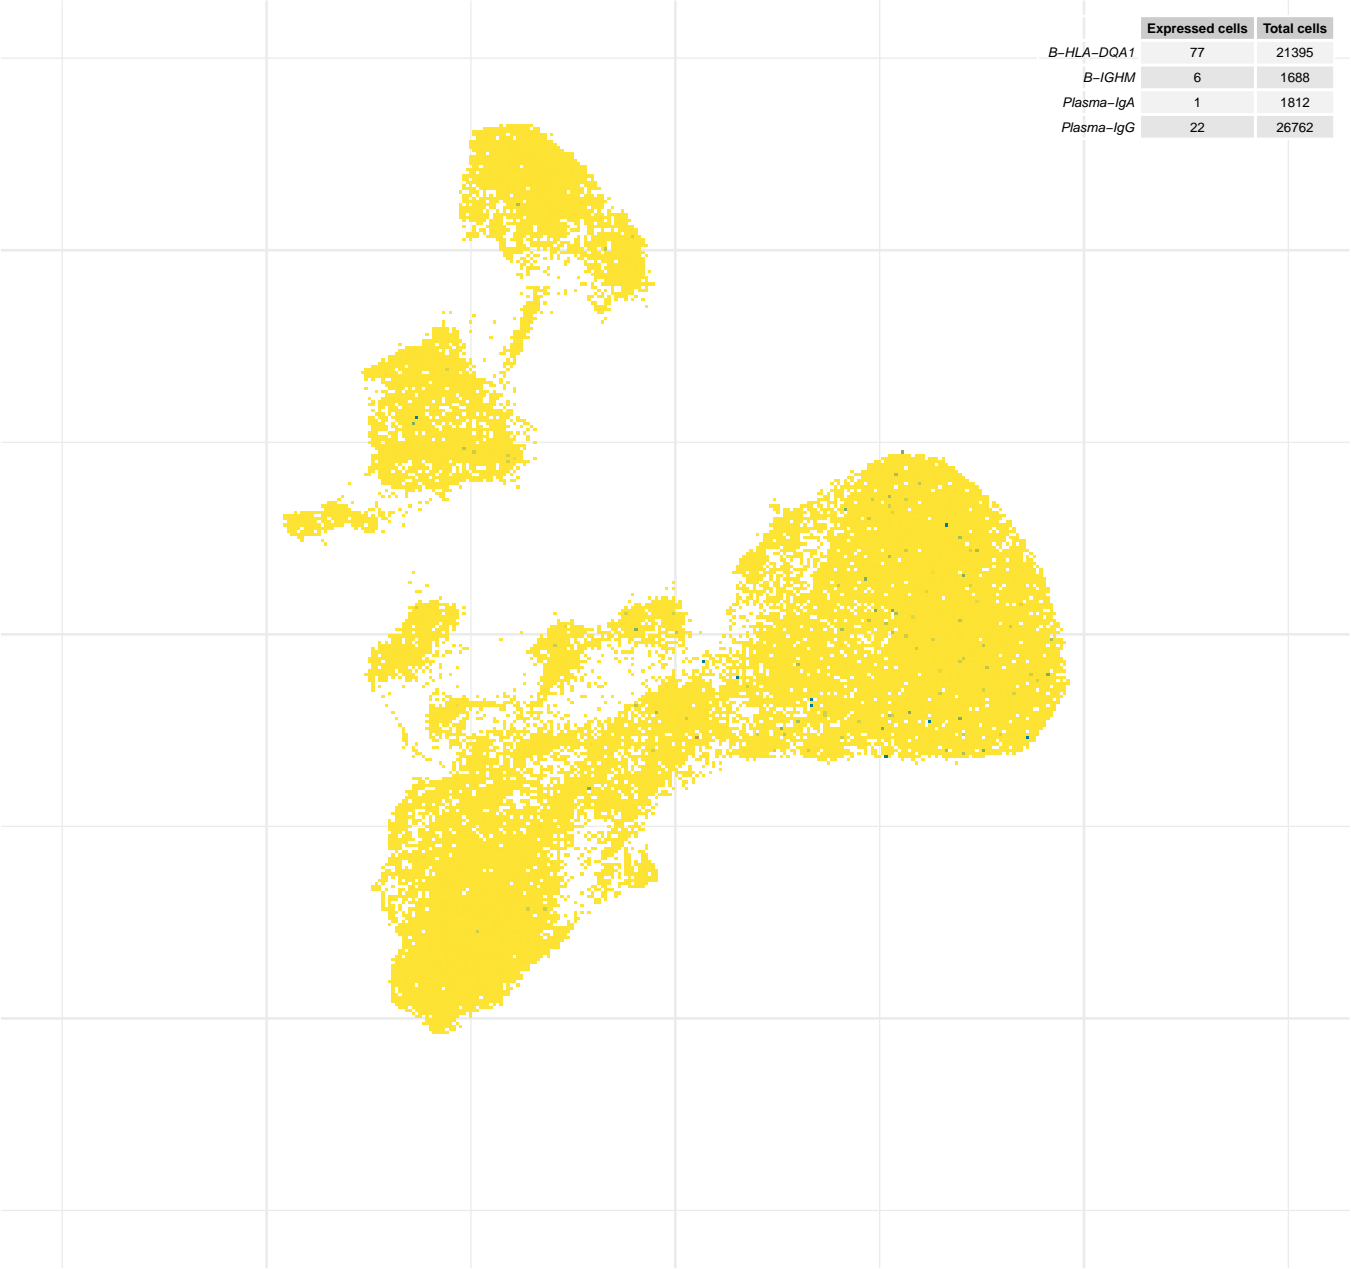 Expressed cells Total cells
B−HLA−DQA1 77 21395
B−IGHM 6 1688
Plasma−IgA 1 1812
Plasma−IgG 22 26762